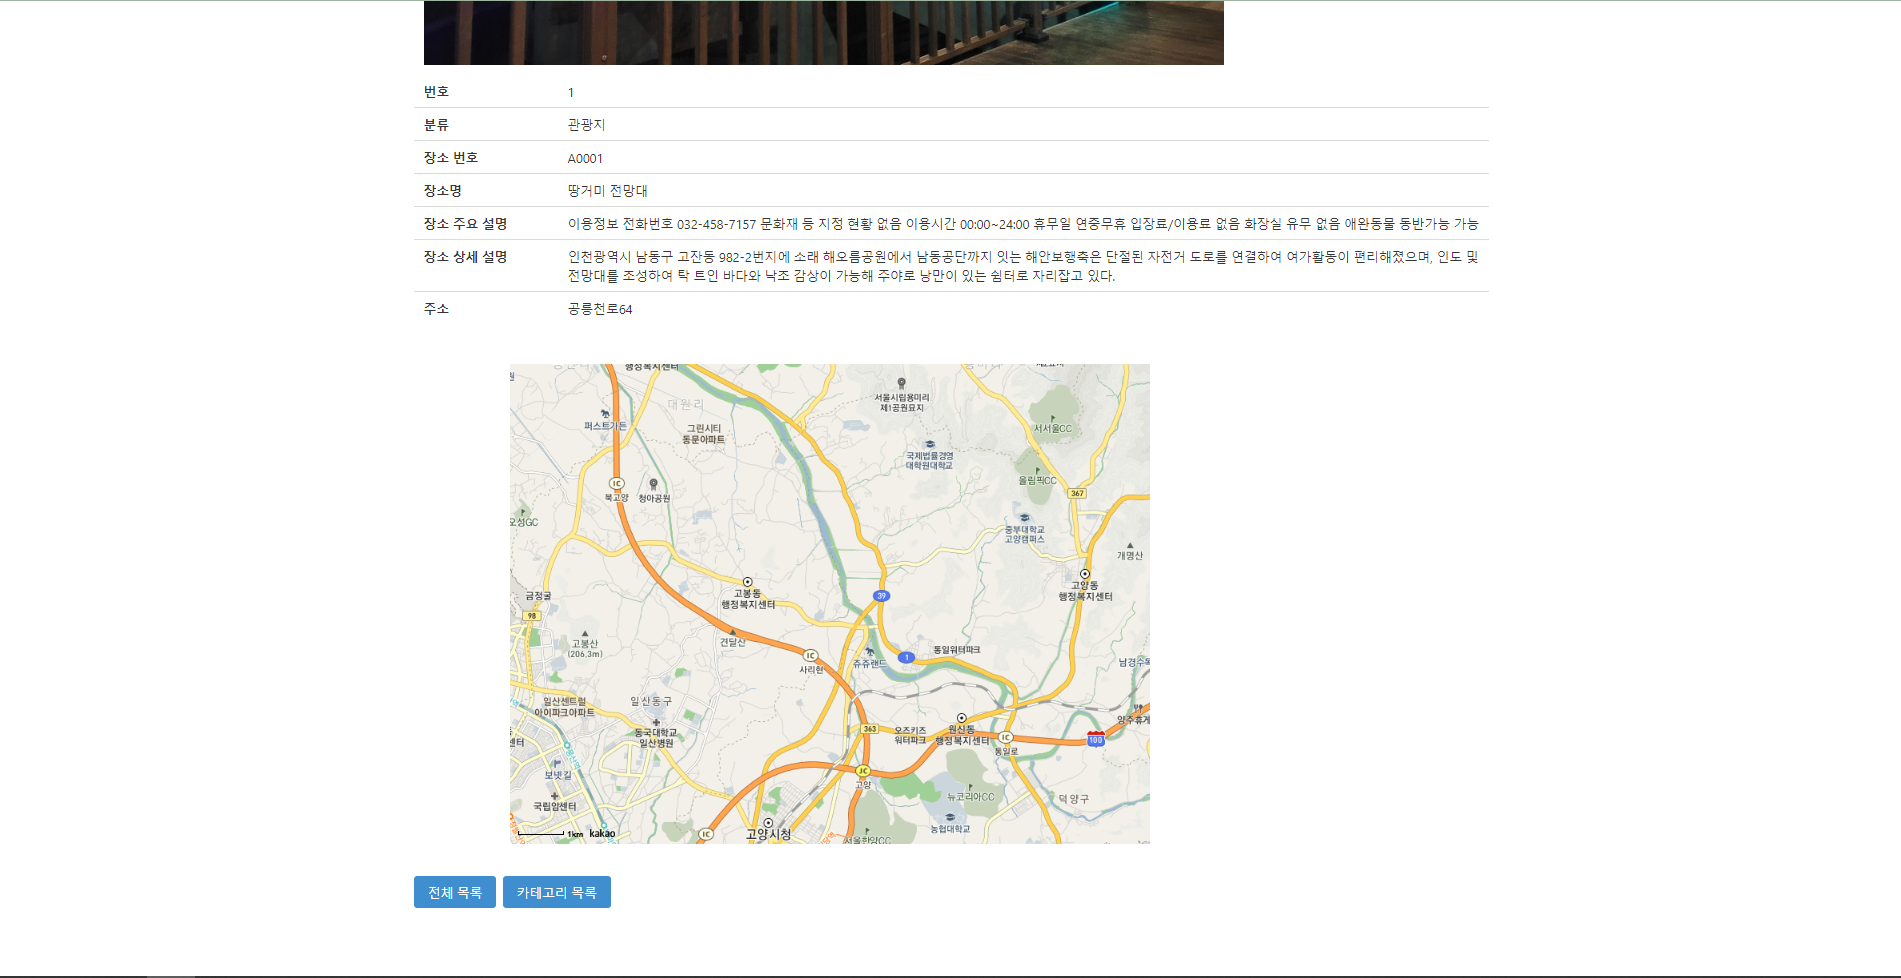 번호 1
분류 관광지
장소 번호 A0001
장소명 땅거미 전망대
장소 주요 설명 이용정보 전화번호 032-458-7157 문화재 등 지정 현황 없음 이용시간 00:00~24:00 휴무일 연중무휴 입장료/이용료 없음 화장실 유무 없음 애완동물 동반가능 가능
장소 상세 설명 인천광역시 남동구 고잔동 982-2번지에 소래 해오름공원에서 남동공단까지 잇는 해안보행축은 단절된 자전거 도로를 연결하여 여가활동이 편리해졌으며, 인도 및
전망대를 조성하여 탁 트인 바다와 낙조 감상이 가능해 주야로 낭만이 있는 쉼터로 자리잡고 있다.
주소 공릉천로64
행정복지센터
대원리
퍼스트가든
그린시티
동문아파트
서울시립용미리
제1공원묘지
서서울CC
국제법률경영
대학원대학교
올림픽CC
IC
북고양
청아공원
367
오성GC
중부대학교
고양캠퍼스
개명산
고양동
행정복지센터
고봉동
행정복지센터
금정굴
98
39
고봉산
(206.3m)
견달산
IC
사리현
쥬쥬랜드
1
통일워터파크
일산센트럴
아이파크아파트
일산동구
동국대학교
일산병원
363
오즈키즈
워터파크
원신동
행정복지센터
IC
통일로
100
양주휴게
센터
보넷길
JC
고양
뉴코리아CC
덕양구
국립암센터
농협대학교
IC
고양시청
서울한양CC
1km kakao
전체 목록 카테고리 목록